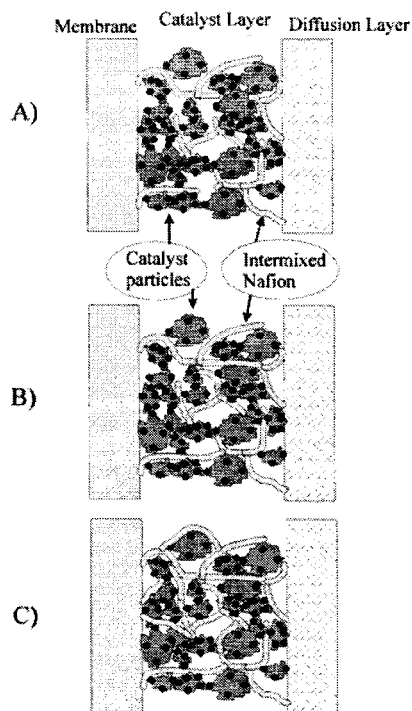 Membrane
Catalyst Layer
Diffusion Layer
A)
Catalyst
particles
Intermixed
Nafion
B)
C)